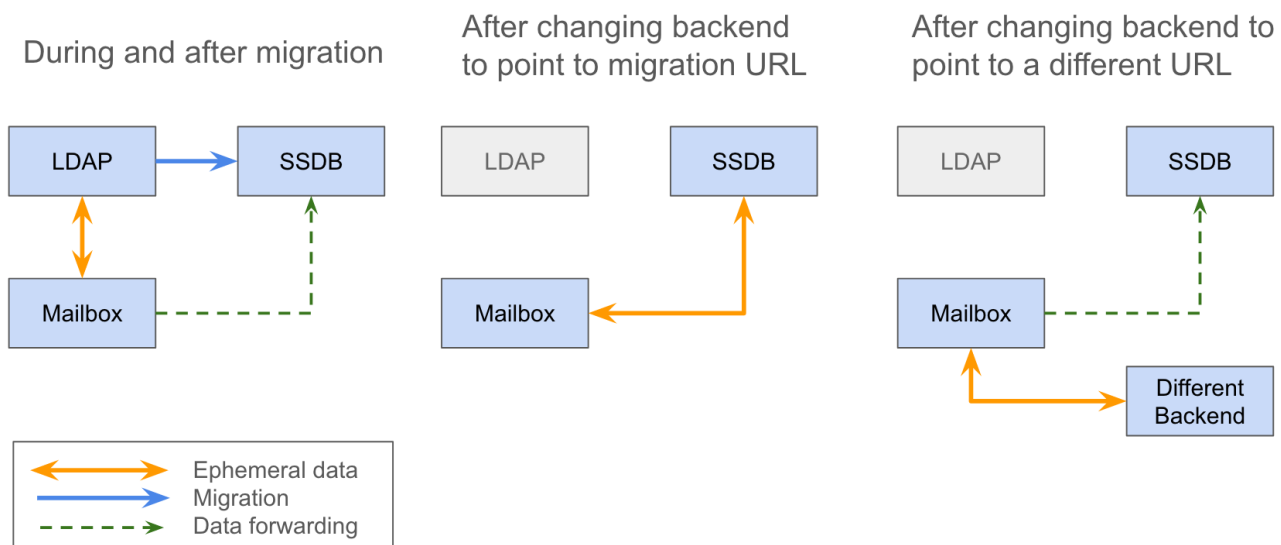 During and after migration
LDAP
SSDB
Mailbox
After changing backend
to point to migration URL
LDAP
SSDB
Mailbox
After changing backend to
point to a different URL
LDAP
SSDB
Mailbox
Different
Backend
Ephemeral data
Migration
Data forwarding